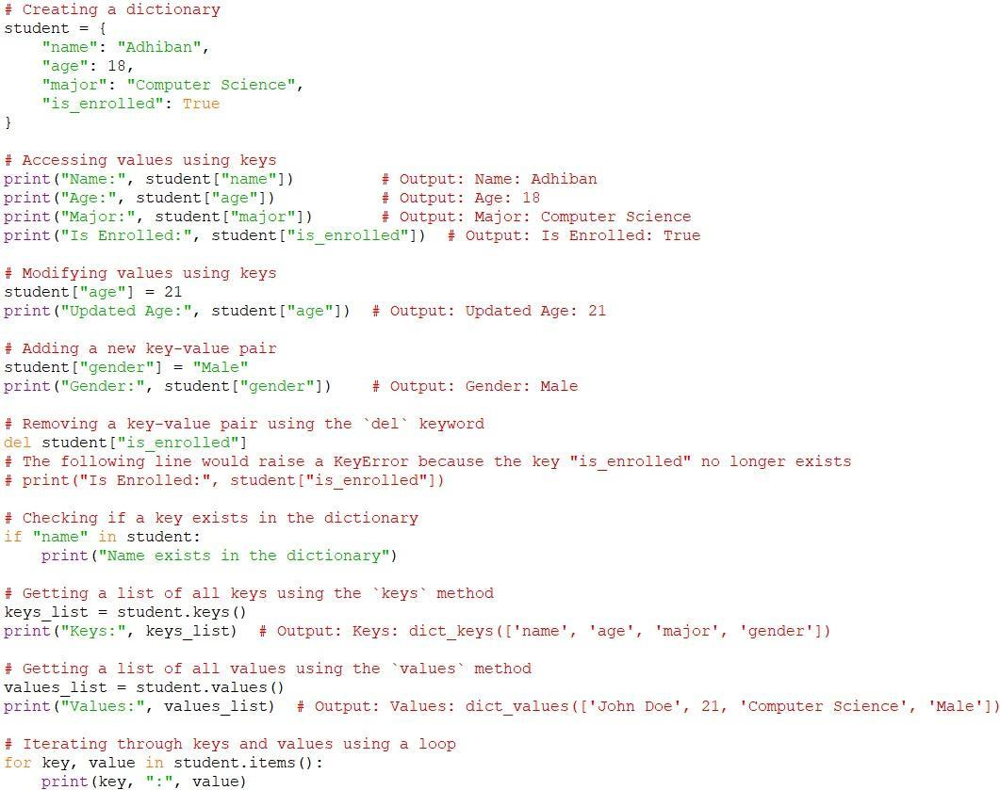 # Creating a dictionary
student = {
    "name": "Adhiban",
    "age": 18,
    "major": "Computer Science",
    "is_enrolled": True
}

# Accessing values using keys
print("Name:", student["name"])         # Output: Name: Adhiban
print("Age:", student["age"])           # Output: Age: 18
print("Major:", student["major"])       # Output: Major: Computer Science
print("Is Enrolled:", student["is_enrolled"])  # Output: Is Enrolled: True

# Modifying values using keys
student["age"] = 21
print("Updated Age:", student["age"])  # Output: Updated Age: 21

# Adding a new key-value pair
student["gender"] = "Male"
print("Gender:", student["gender"])    # Output: Gender: Male

# Removing a key-value pair using the `del` keyword
del student["is_enrolled"]
# The following line would raise a KeyError because the key "is_enrolled" no longer exists
# print("Is Enrolled:", student["is_enrolled"])

# Checking if a key exists in the dictionary
if "name" in student:
    print("Name exists in the dictionary")

# Getting a list of all keys using the `keys` method
keys_list = student.keys()
print("Keys:", keys_list)  # Output: Keys: dict_keys(['name', 'age', 'major', 'gender'])

# Getting a list of all values using the `values` method
values_list = student.values()
print("Values:", values_list)  # Output: Values: dict_values(['John Doe', 21, 'Computer Science', 'Male'])

# Iterating through keys and values using a loop
for key, value in student.items():
    print(key, ":", value)